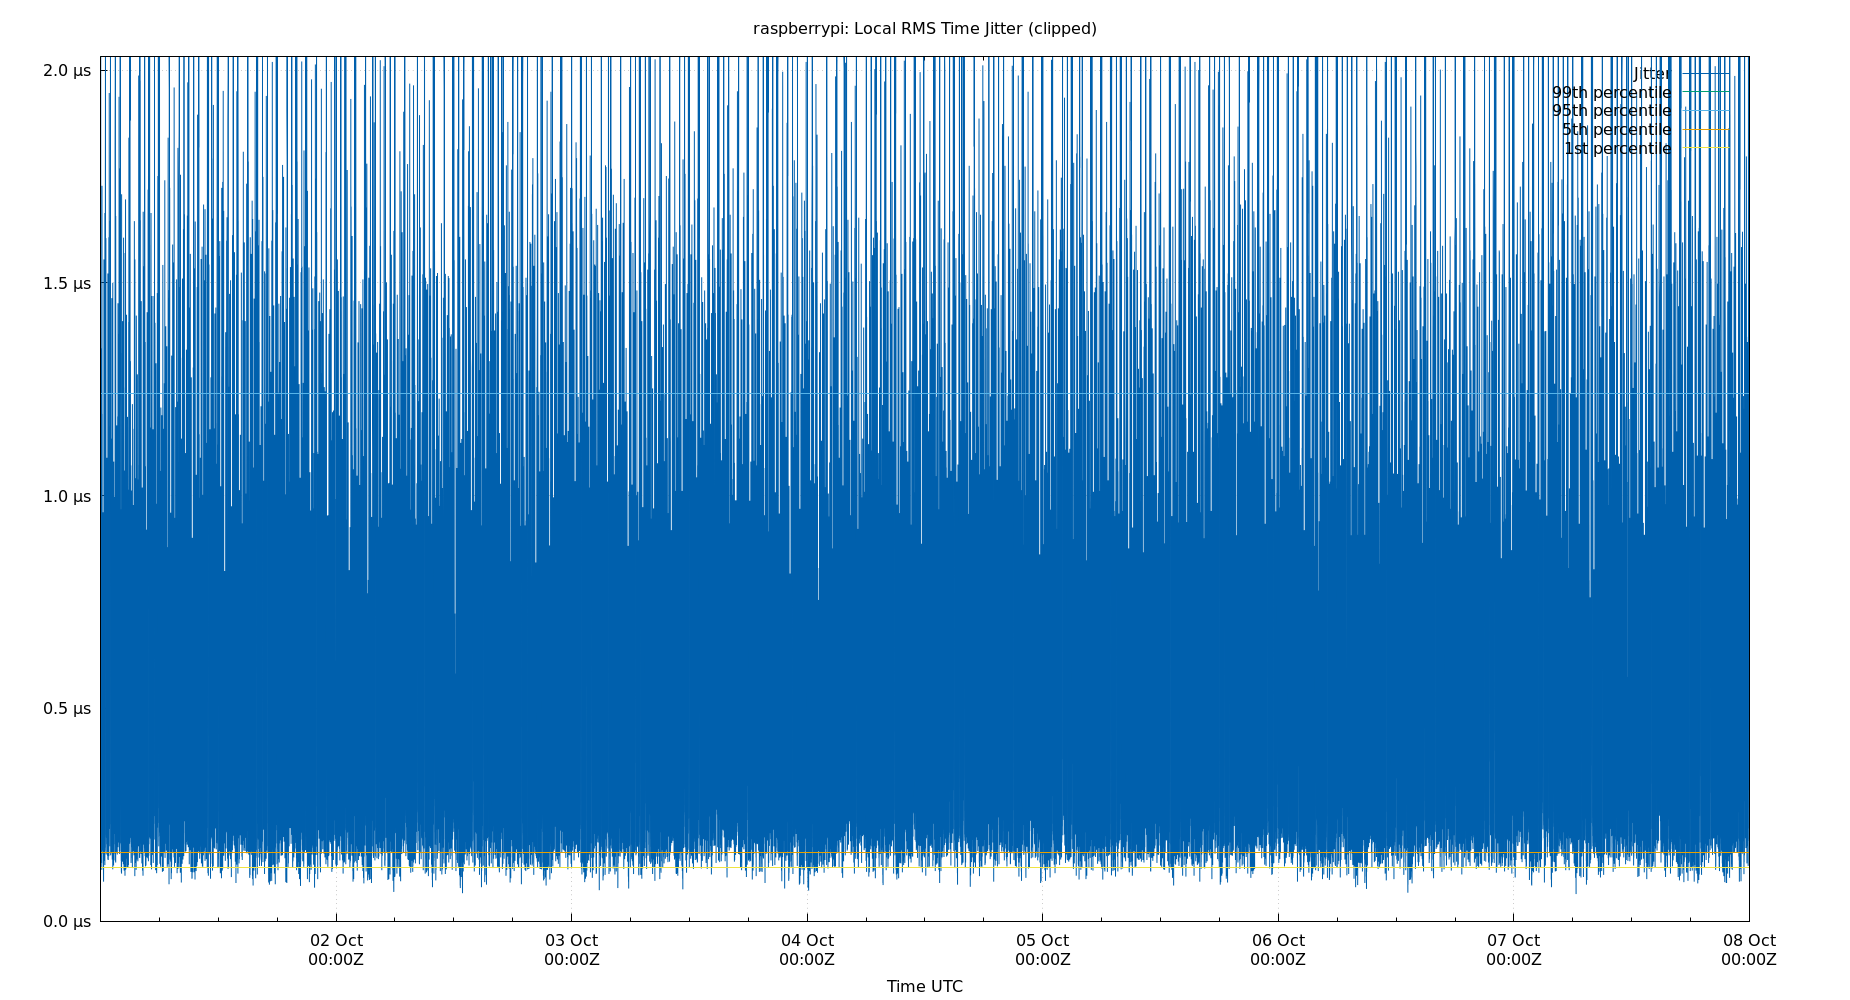 raspberrypi: Local RMS Time Jitter (clipped)
2.0 µs
1.5 µs
1.0 µs
0.5 µs
0.0 µs
Jitter
99th percentile
95th percentile
5th percentile
1st percentile
02 Oct
00:00Z
03 Oct
00:00Z
04 Oct
00:00Z
05 Oct
00:00Z
06 Oct
00:00Z
07 Oct
00:00Z
08 Oct
00:00Z
Time UTC